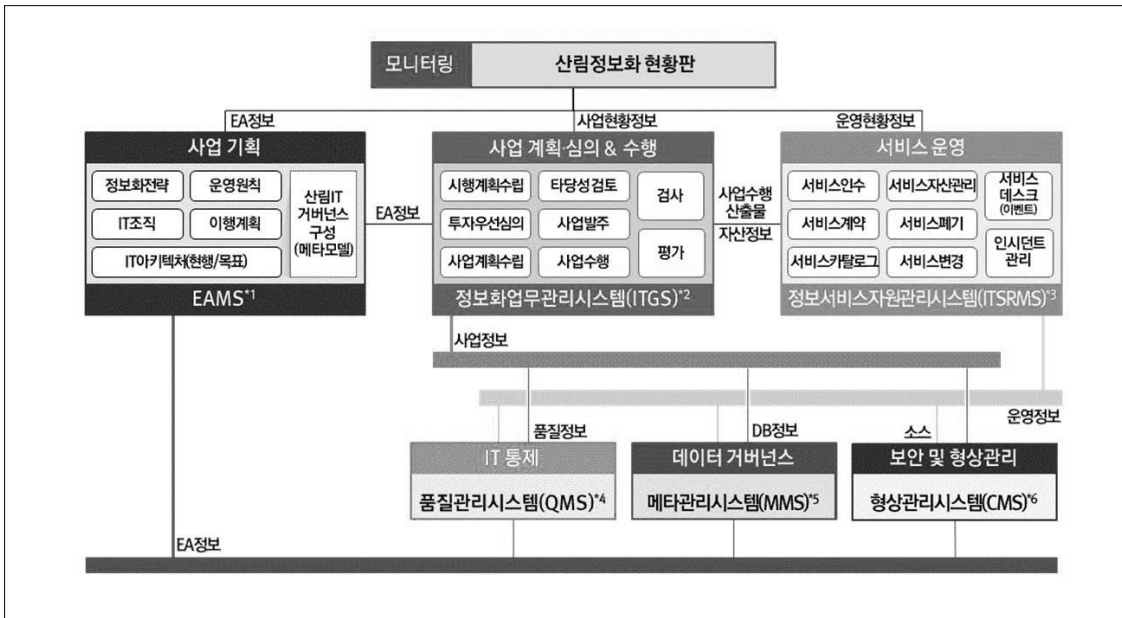 모니터링 산림정보화 현황판
EA정보 사업현황정보 운영현황정보
사업 기획
정보화전략 운영원칙
IT조직 이행계획
IT아키텍처(현행/목표)
산림IT
거버넌스
구성
(메타모델)
EAMS*1
EA정보
사업 계획·심의 & 수행
시행계획수립 타당성검토
투자우선심의 사업발주
사업계획수립 사업수행
검사
평가
정보화업무관리시스템(ITGS)*2
사업수행
산출물
자산정보
서비스 운영
서비스인수 서비스자산관리
서비스계약 서비스폐기
서비스카탈로그 서비스변경
서비스
데스크
(이벤트)
인시던트
관리
정보서비스자원관리시스템(ITSRMS)*3
사업정보
운영정보
품질정보 DB정보 소스
IT 통제
품질관리시스템(QMS)*4
데이터 거버넌스
메타관리시스템(MMS)*5
보안 및 형상관리
형상관리시스템(CMS)*6
EA정보